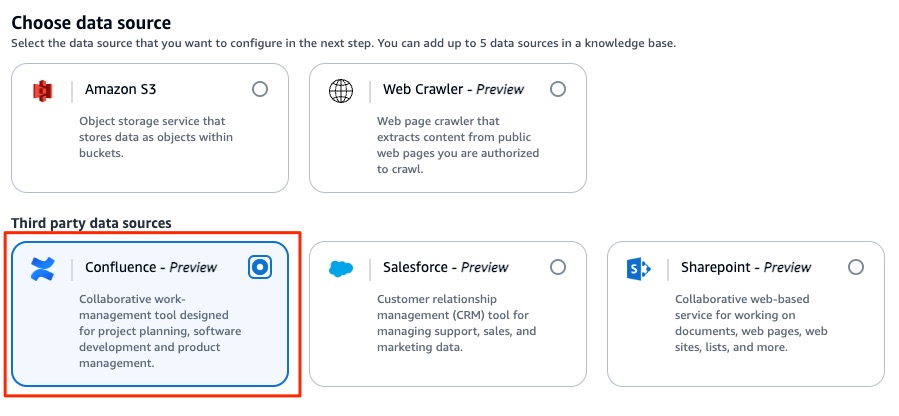 Choose data source
Select the data source that you want to configure in the next step. You can add up to 5 data sources in a knowledge base.
Amazon S3
Object storage service that
stores data as objects within
buckets.
Web Crawler - Preview
Web page crawler that
extracts content from public
web pages you are authorized
to crawl.
Third party data sources
Confluence - Preview
Collaborative work-
management tool designed
for project planning, software
development and product
management.
Salesforce - Preview
Customer relationship
management (CRM) tool for
managing support, sales, and
marketing data.
Sharepoint - Preview
Collaborative web-based
service for working on
documents, web pages, web
sites, lists, and more.